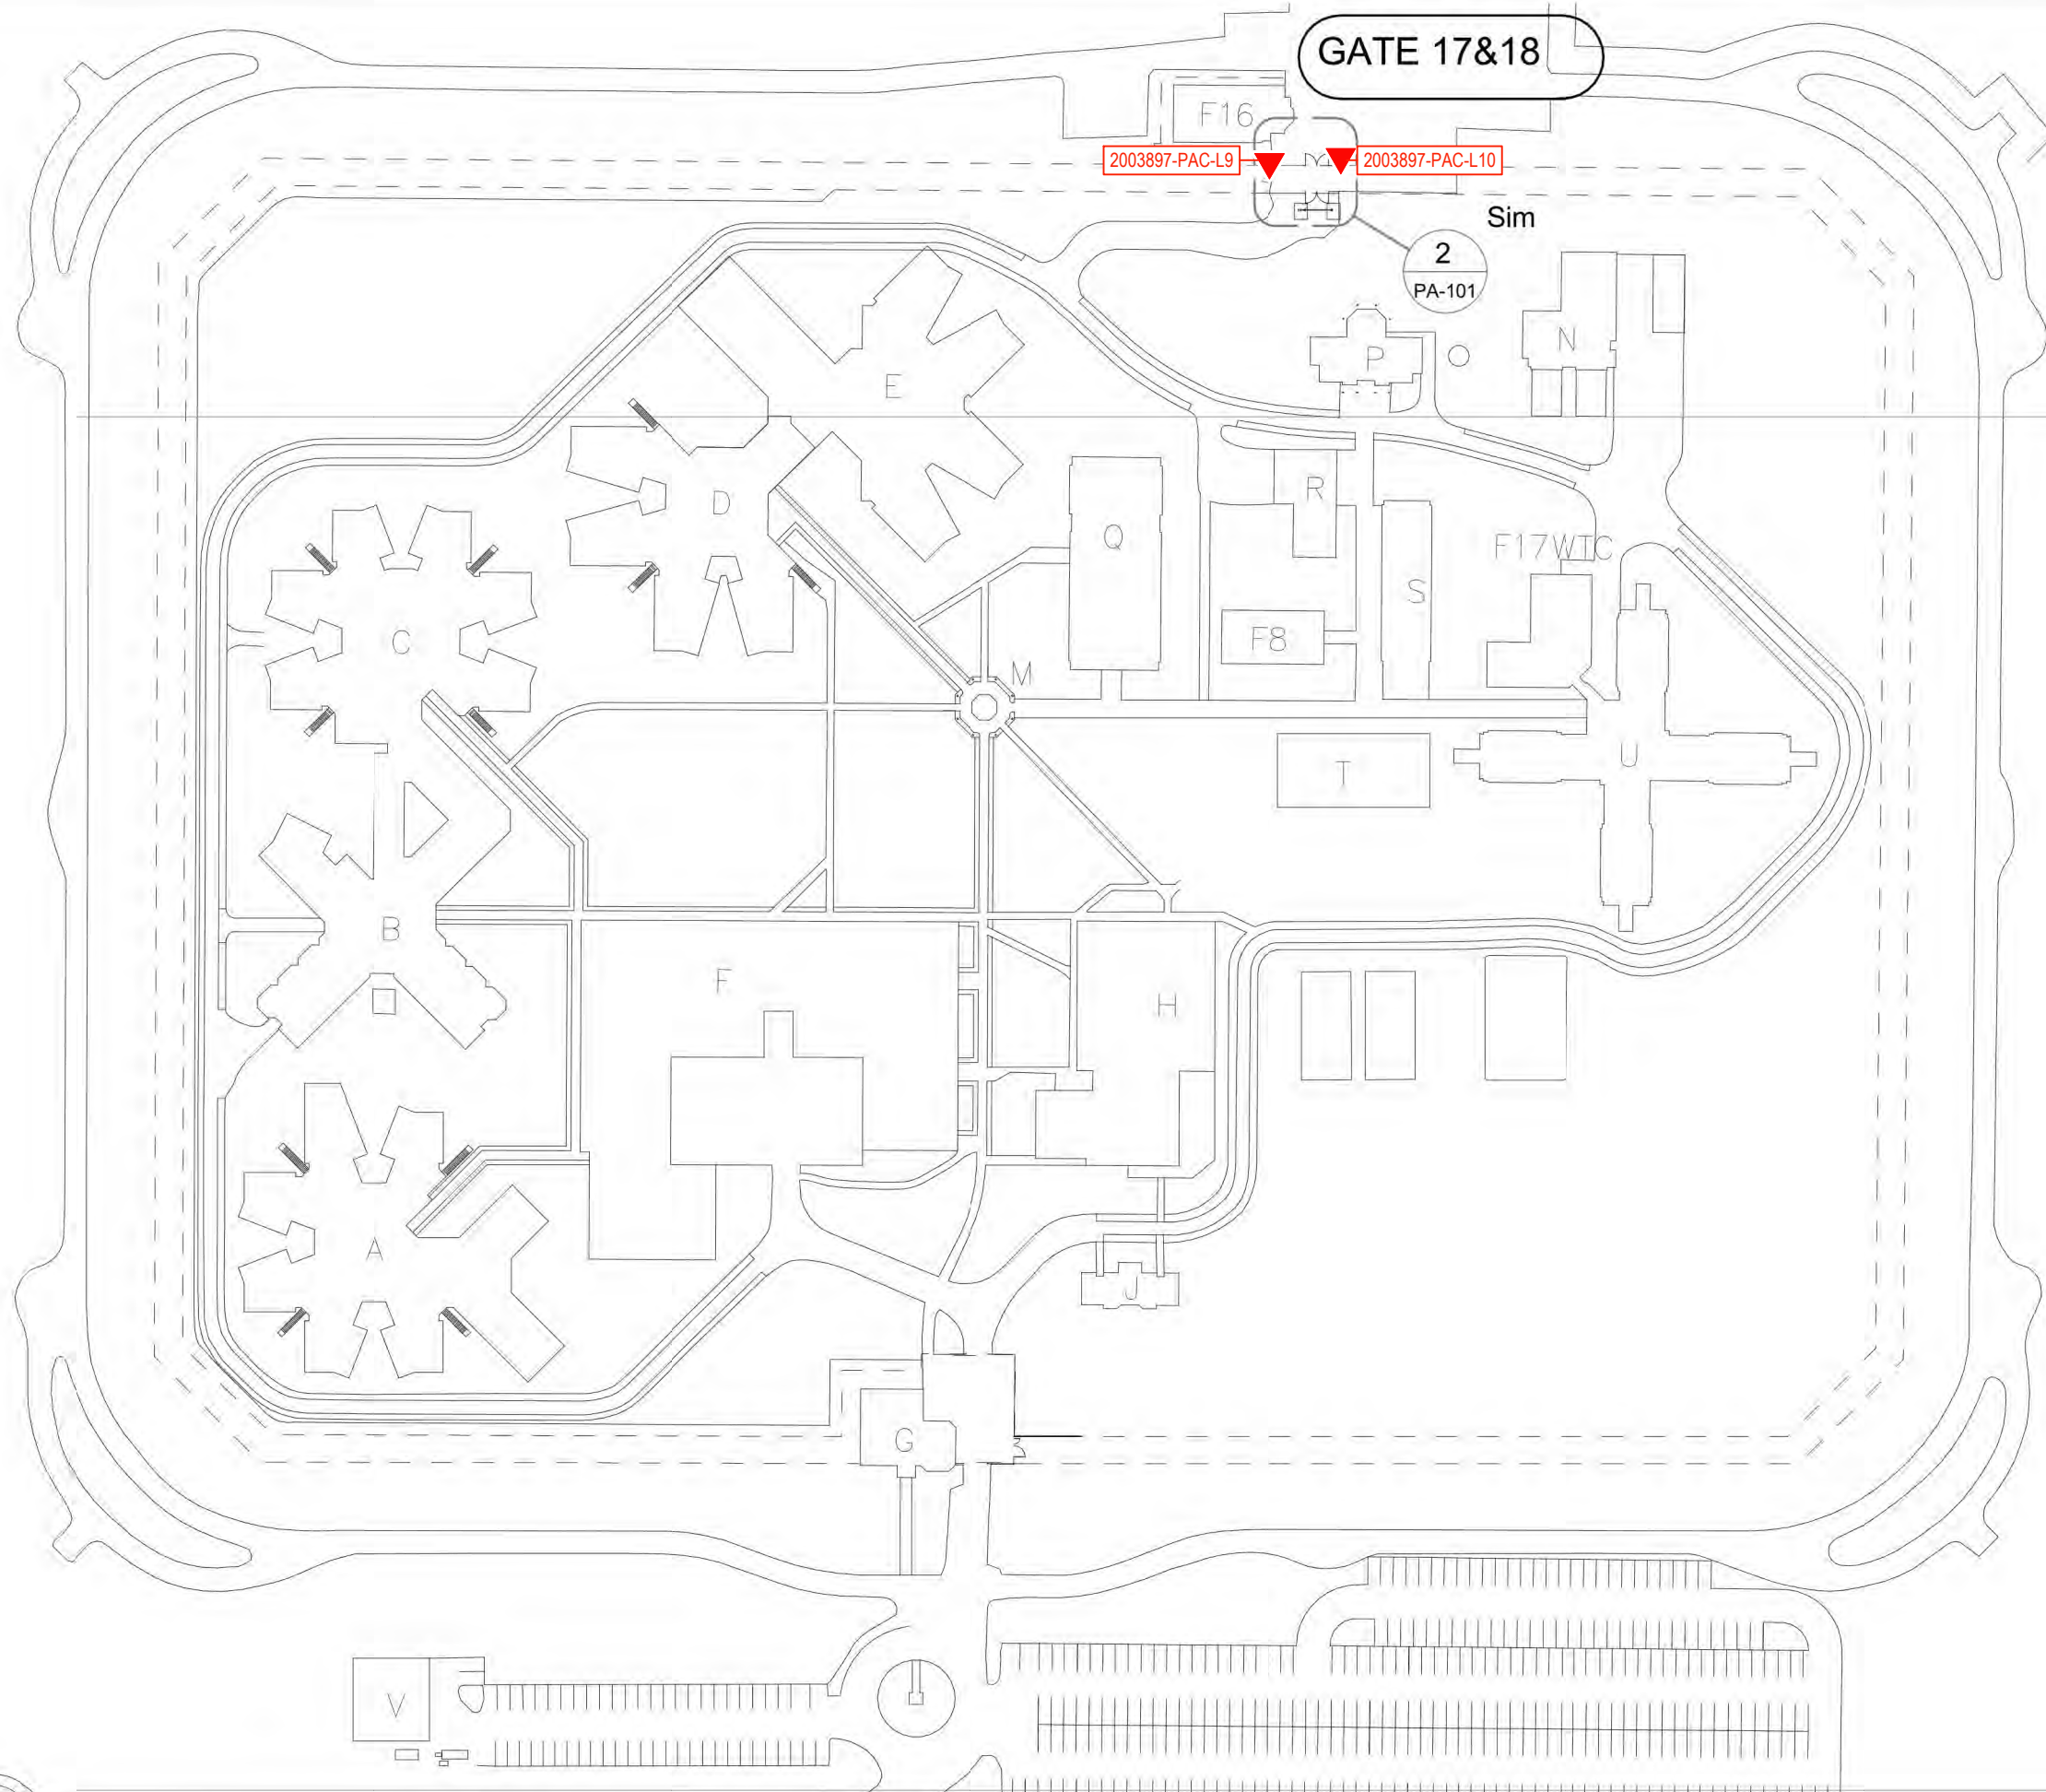 GATE 17&18
F16
2003897-PAC-L9
2003897-PAC-L10
Sim
2
PA-101
P
N
E
D
R
Q
F17WTC
S
C
F8
M
U
T
B
F
H
A
J
G
V